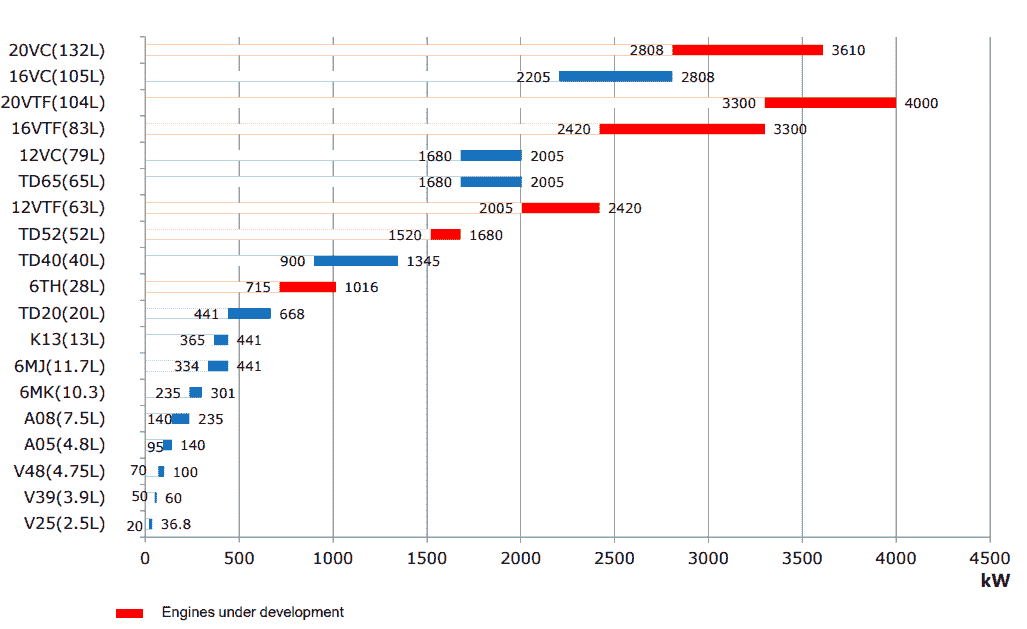 20VC(132L) 2808 3610
16VC(105L) 2205 2808
20VTF(104L) 3300 4000
16VTF(83L) 2420 3300
12VC(79L) 1680 2005
TD65(65L) 1680 2005
12VTF(63L) 2005 2420
TD52(52L) 1520 1680
TD40(40L) 900 1345
6TH(28L) 715 1016
TD20(20L) 441 668
K13(13L) 365 441
6MJ(11.7L) 334 441
6MK(10.3) 235 301
A08(7.5L) 140 235
A05(4.8L) 95 140
V48(4.75L) 70 100
V39(3.9L) 50 60
V25(2.5L) 20 36.8
0 500 1000 1500 2000 2500 3000 3500 4000 4500
kW
Engines under development